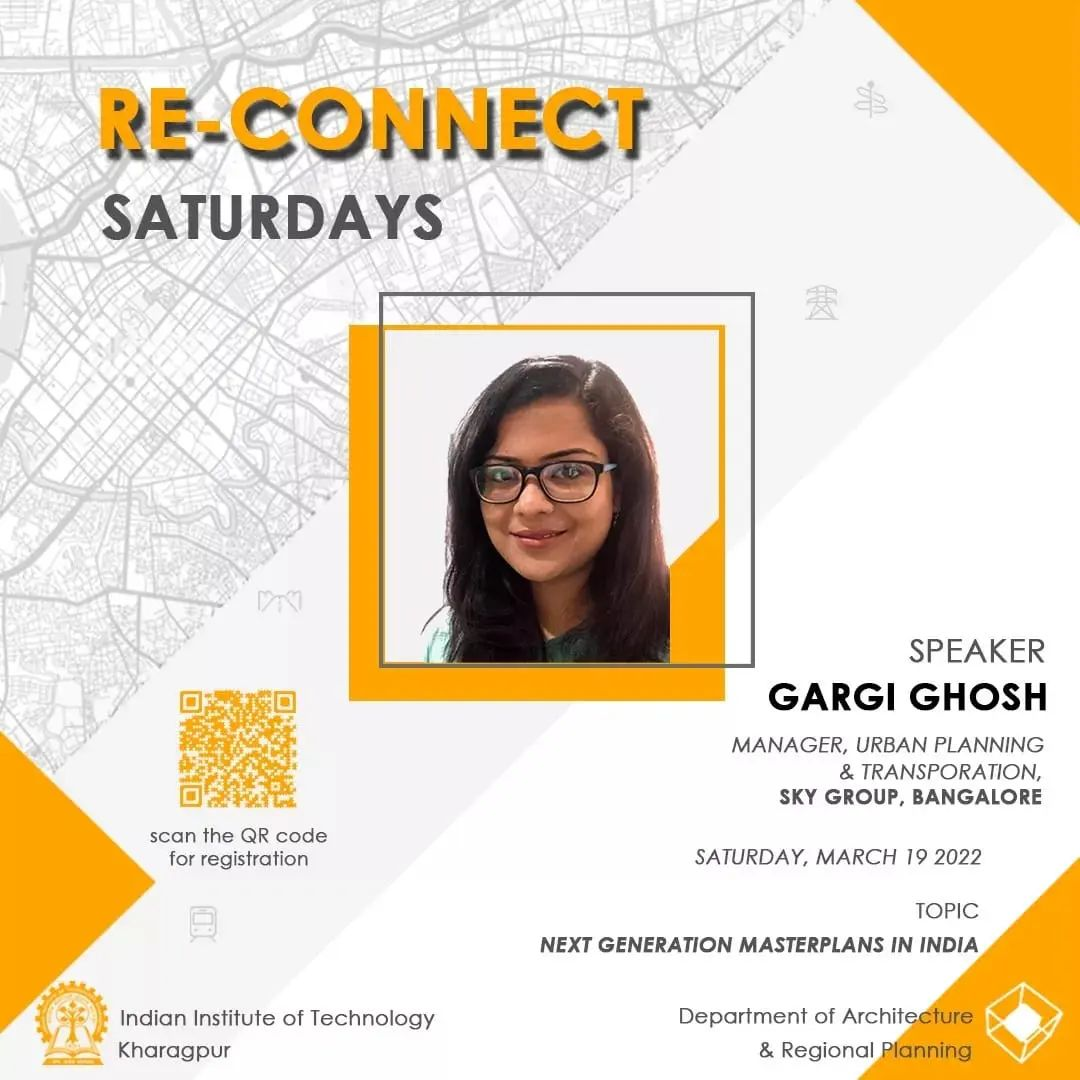 RE-CONNECT
SATURDAYS
SPEAKER
GARGI GHOSH
MANAGER, URBAN PLANNING
& TRANSPORATION,
SKY GROUP, BANGALORE
scan the QR code
for registration
SATURDAY, MARCH 19 2022
TOPIC
NEXT GENERATION MASTERPLANS IN INDIA
Indian Institute of Technology
Kharagpur
Department of Architecture
& Regional Planning